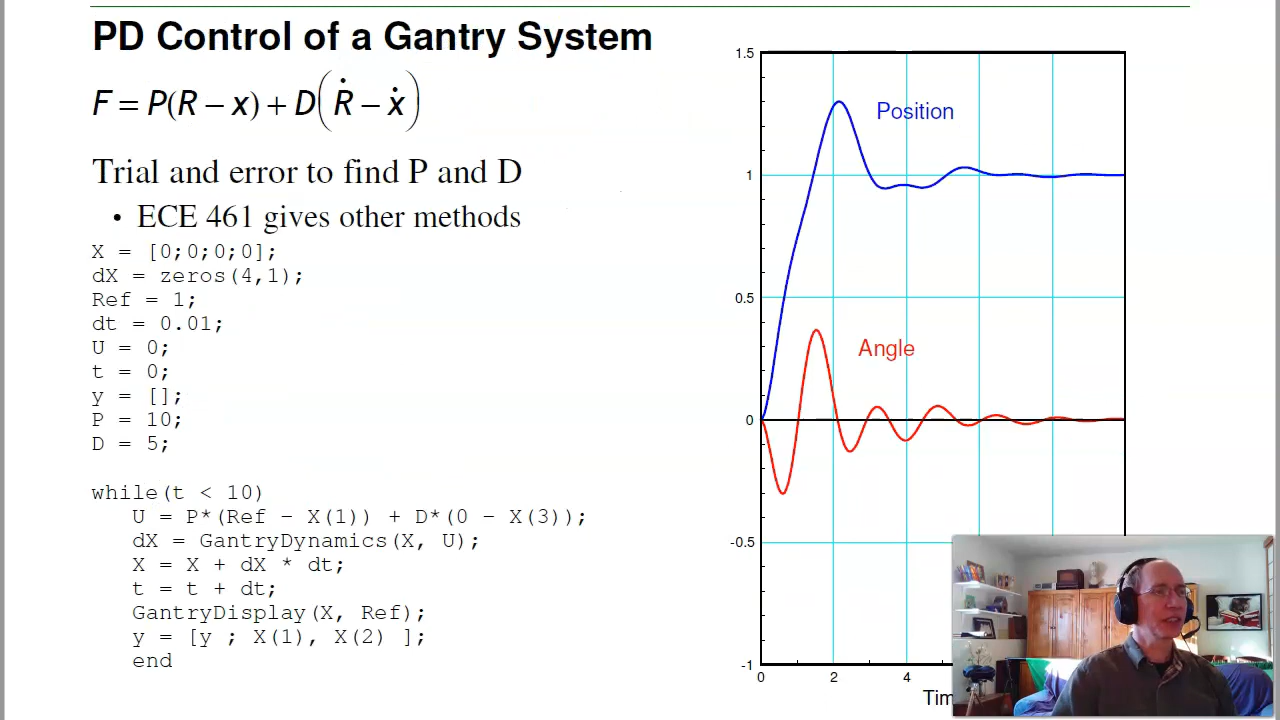 PD Control of a Gantry System
F = P(R − x) + D(Ṙ − ẋ)
Trial and error to find P and D
• ECE 461 gives other methods
X = [0;0;0;0];
dX = zeros(4,1);
Ref = 1;
dt = 0.01;
U = 0;
t = 0;
y = [];
P = 10;
D = 5;
while(t < 10)
U = P*(Ref - X(1)) + D*(0 - X(3));
dX = GantryDynamics(X, U);
X = X + dX * dt;
t = t + dt;
GantryDisplay(X, Ref);
y = [y ; X(1), X(2) ];
end
1.5
Position
1
0.5
Angle
0
-0.5
-1
0 2 4